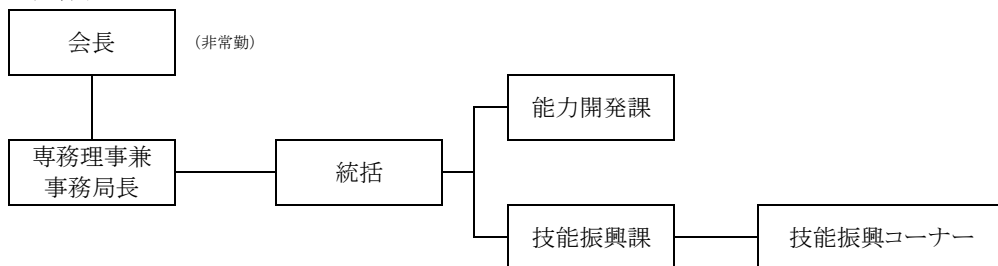 会長
(非常勤)
能力開発課
専務理事兼
事務局長
統括
技能振興課
技能振興コーナー